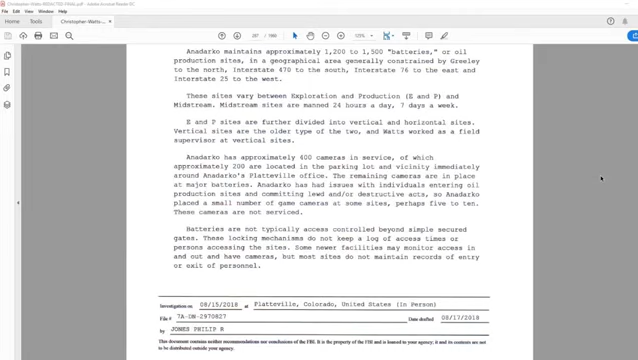 Christopher-Watts-REDACTED-FINAL.pdf - Adobe Acrobat Reader DC
File Edit View Window Help
Home Tools Christopher-Watts-...
Anadarko maintains approximately 1,200 to 1,500 "batteries," or oil
production sites, in a geographical area generally constrained by Greeley
to the north, Interstate 470 to the south, Interstate 76 to the east and
Interstate 25 to the west.
These sites vary between Exploration and Production (E and P) and
Midstream. Midstream sites are manned 24 hours a day, 7 days a week.
E and P sites are further divided into vertical and horizontal sites.
Vertical sites are the older type of the two, and Watts worked as a field
supervisor at vertical sites.
Anadarko has approximately 400 cameras in service, of which
approximately 200 are located in the parking lot and vicinity immediately
around Anadarko's Platteville office. The remaining cameras are in place
at major batteries. Anadarko has had issues with individuals entering oil
production sites and committing lewd and/or destructive acts, so Anadarko
placed a small number of game cameras at some sites, perhaps five to ten.
These cameras are not serviced.
Batteries are not typically access controlled beyond simple secured
gates. These locking mechanisms do not keep a log of access times or
persons accessing the sites. Some newer facilities may monitor access in
and out and have cameras, but most sites do not maintain records of entry
or exit of personnel.
Investigation on 08/15/2018 at Platteville, Colorado, United States (In Person)
File # 7A-DN-2970827 Date drafted 08/17/2018
by JONES PHILIP R
This document contains neither recommendations nor conclusions of the FBI. It is the property of the FBI and is loaned to your agency; it and its contents are not
to be distributed outside your agency.